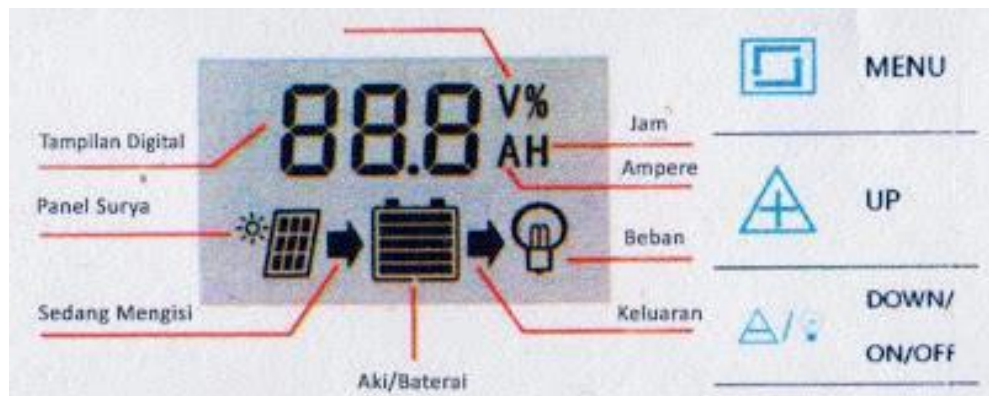 88.8 V%
AH
Tampilan Digital
Panel Surya
Sedang Mengisi
Aki/Baterai
Jam
Ampere
Beban
Keluaran
MENU
UP
DOWN/
ON/OFF